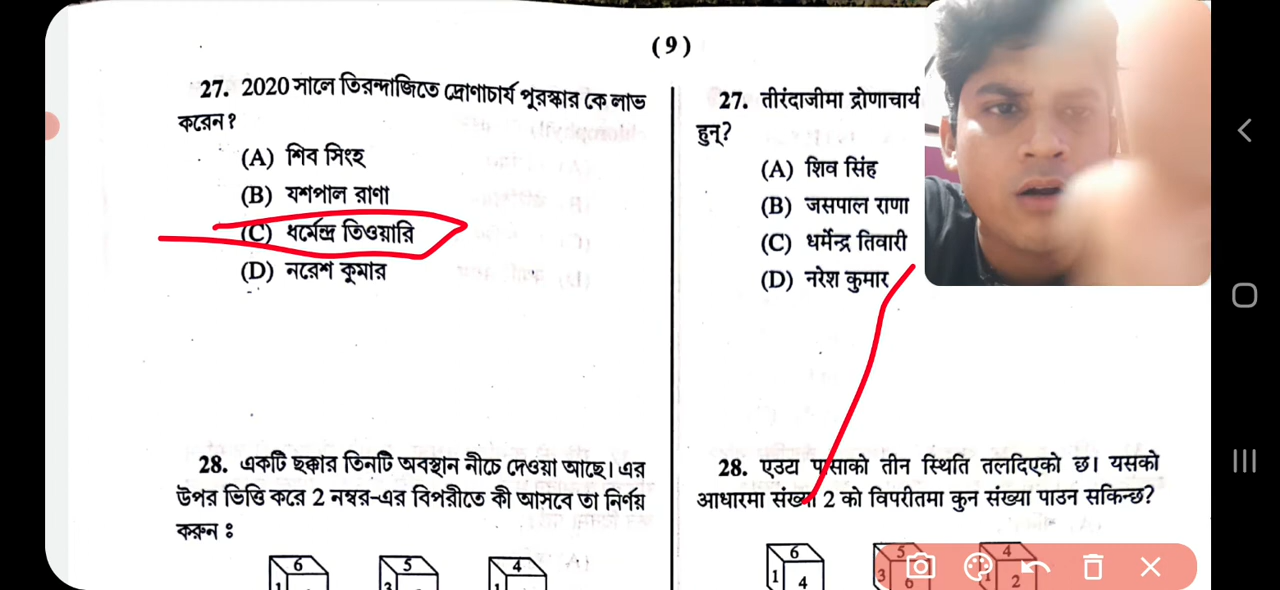 (9)
27. 2020 সালে তিরন্দাজিতে দ্রোণাচার্য পুরস্কার কে লাভ
করেন?
(A) শিব সিংহ
(B) যশপাল রাণা
(C) ধর্মেন্দ্র তিওয়ারি
(D) নরেশ কুমার
28. একটি ছক্কার তিনটি অবস্থান নীচে দেওয়া আছে। এর
উপর ভিত্তি করে 2 নম্বর-এর বিপরীতে কী আসবে তা নির্ণয়
করুন ঃ
6
5
3
4
27. तीरंदाजीमा द्रोणाचार्य
हुन्?
(A) शिव सिंह
(B) जसपाल राणा
(C) धर्मेन्द्र तिवारी
(D) नरेश कुमार
28. एउटा पासाको तीन स्थिति तलदिएको छ। यसको
आधारमा संख्या 2 को विपरीतमा कुन संख्या पाउन सकिन्छ?
6
1 4
5
3 6
4
1 2